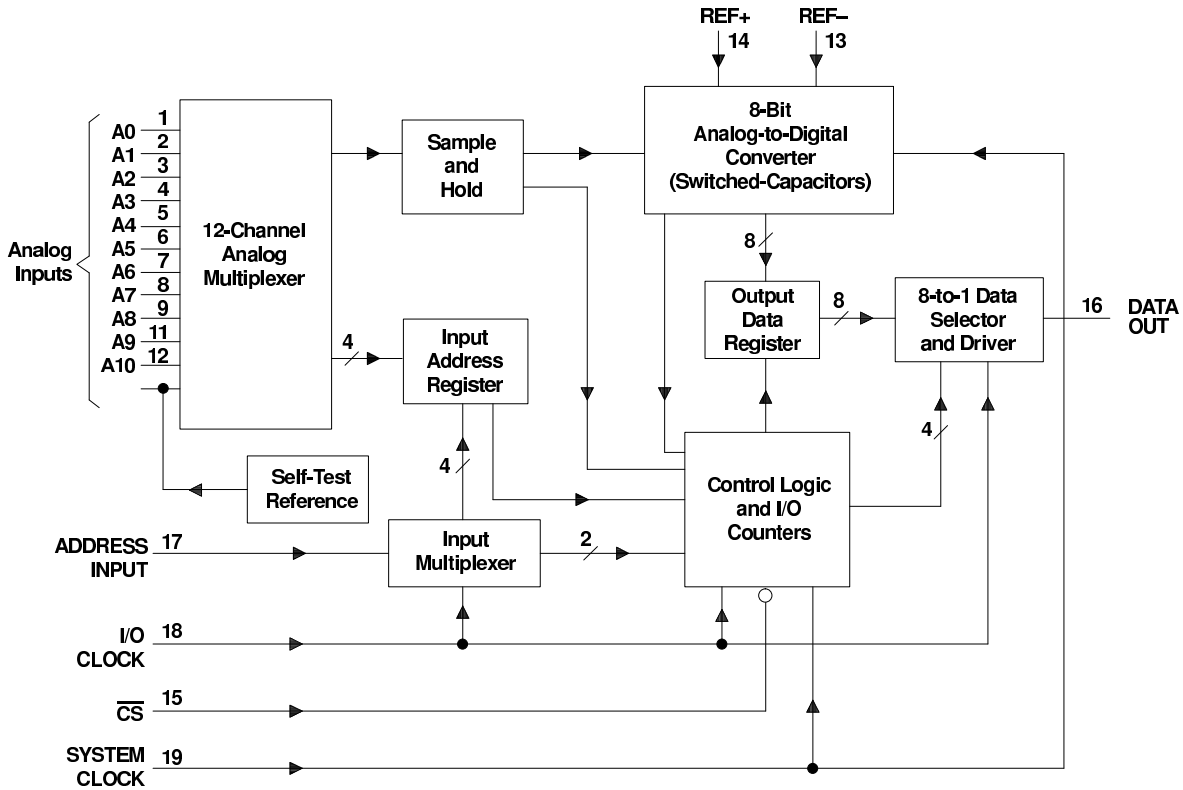 REF+
REF–
14
13
8-Bit
Analog-to-Digital
Converter
(Switched-Capacitors)
Analog
Inputs
A0
1
A1
2
A2
3
A3
4
A4
5
A5
6
A6
7
A7
8
A8
9
A9
11
A10
12
12-Channel
Analog
Multiplexer
Sample
and
Hold
8
Output
Data
Register
8
8-to-1 Data
Selector
and Driver
16
DATA
OUT
4
Input
Address
Register
4
4
Self-Test
Reference
Control Logic
and I/O
Counters
ADDRESS
INPUT
17
Input
Multiplexer
2
I/O
CLOCK
18
CS
15
SYSTEM
CLOCK
19